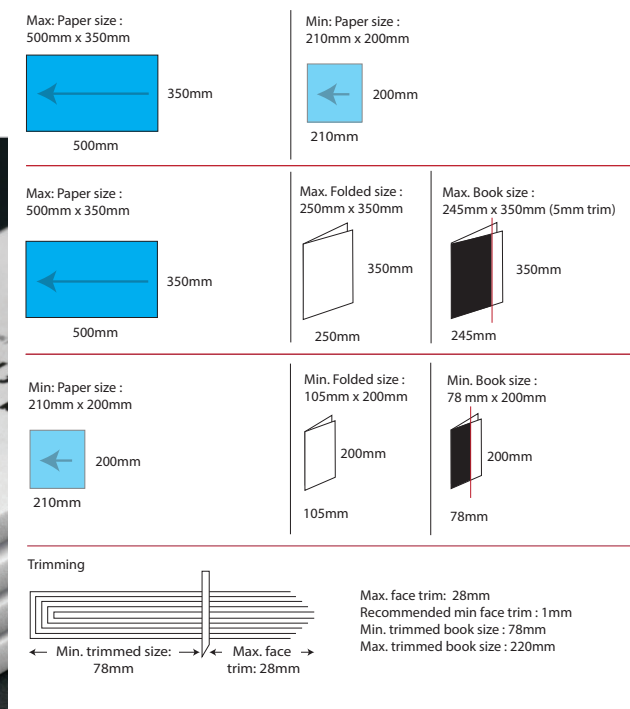 Max: Paper size :
500mm x 350mm
350mm
500mm
Min: Paper size :
210mm x 200mm
200mm
210mm
Max: Paper size :
500mm x 350mm
350mm
500mm
Max. Folded size :
250mm x 350mm
350mm
250mm
Max. Book size :
245mm x 350mm (5mm trim)
350mm
245mm
Min: Paper size :
210mm x 200mm
200mm
210mm
Min. Folded size :
105mm x 200mm
200mm
105mm
Min. Book size :
78 mm x 200mm
200mm
78mm
Trimming
Min. trimmed size:
78mm
Max. face
trim: 28mm
Max. face trim: 28mm
Recommended min face trim : 1mm
Min. trimmed book size : 78mm
Max. trimmed book size : 220mm